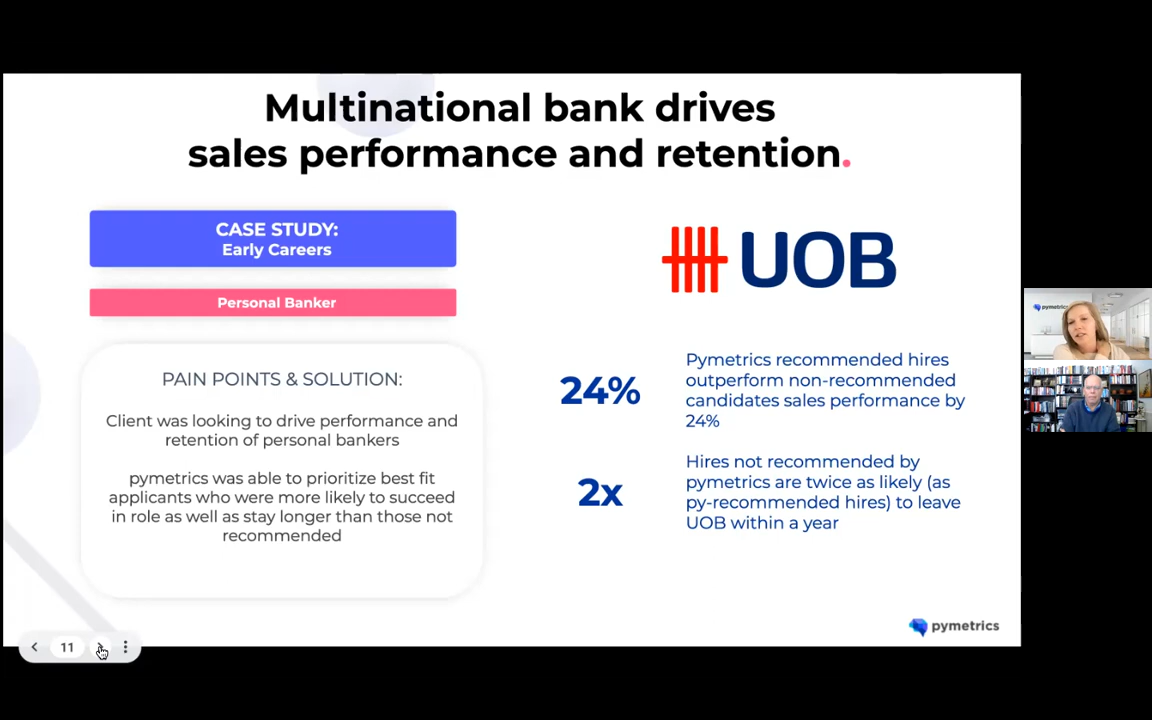 Multinational bank drives
sales performance and retention.
CASE STUDY:
Early Careers
Personal Banker
PAIN POINTS & SOLUTION:
Client was looking to drive performance and
retention of personal bankers
pymetrics was able to prioritize best fit
applicants who were more likely to succeed
in role as well as stay longer than those not
recommended
UOB
24%
Pymetrics recommended hires
outperform non-recommended
candidates sales performance by
24%
2x
Hires not recommended by
pymetrics are twice as likely (as
py-recommended hires) to leave
UOB within a year
pymetrics
11
pymetrics